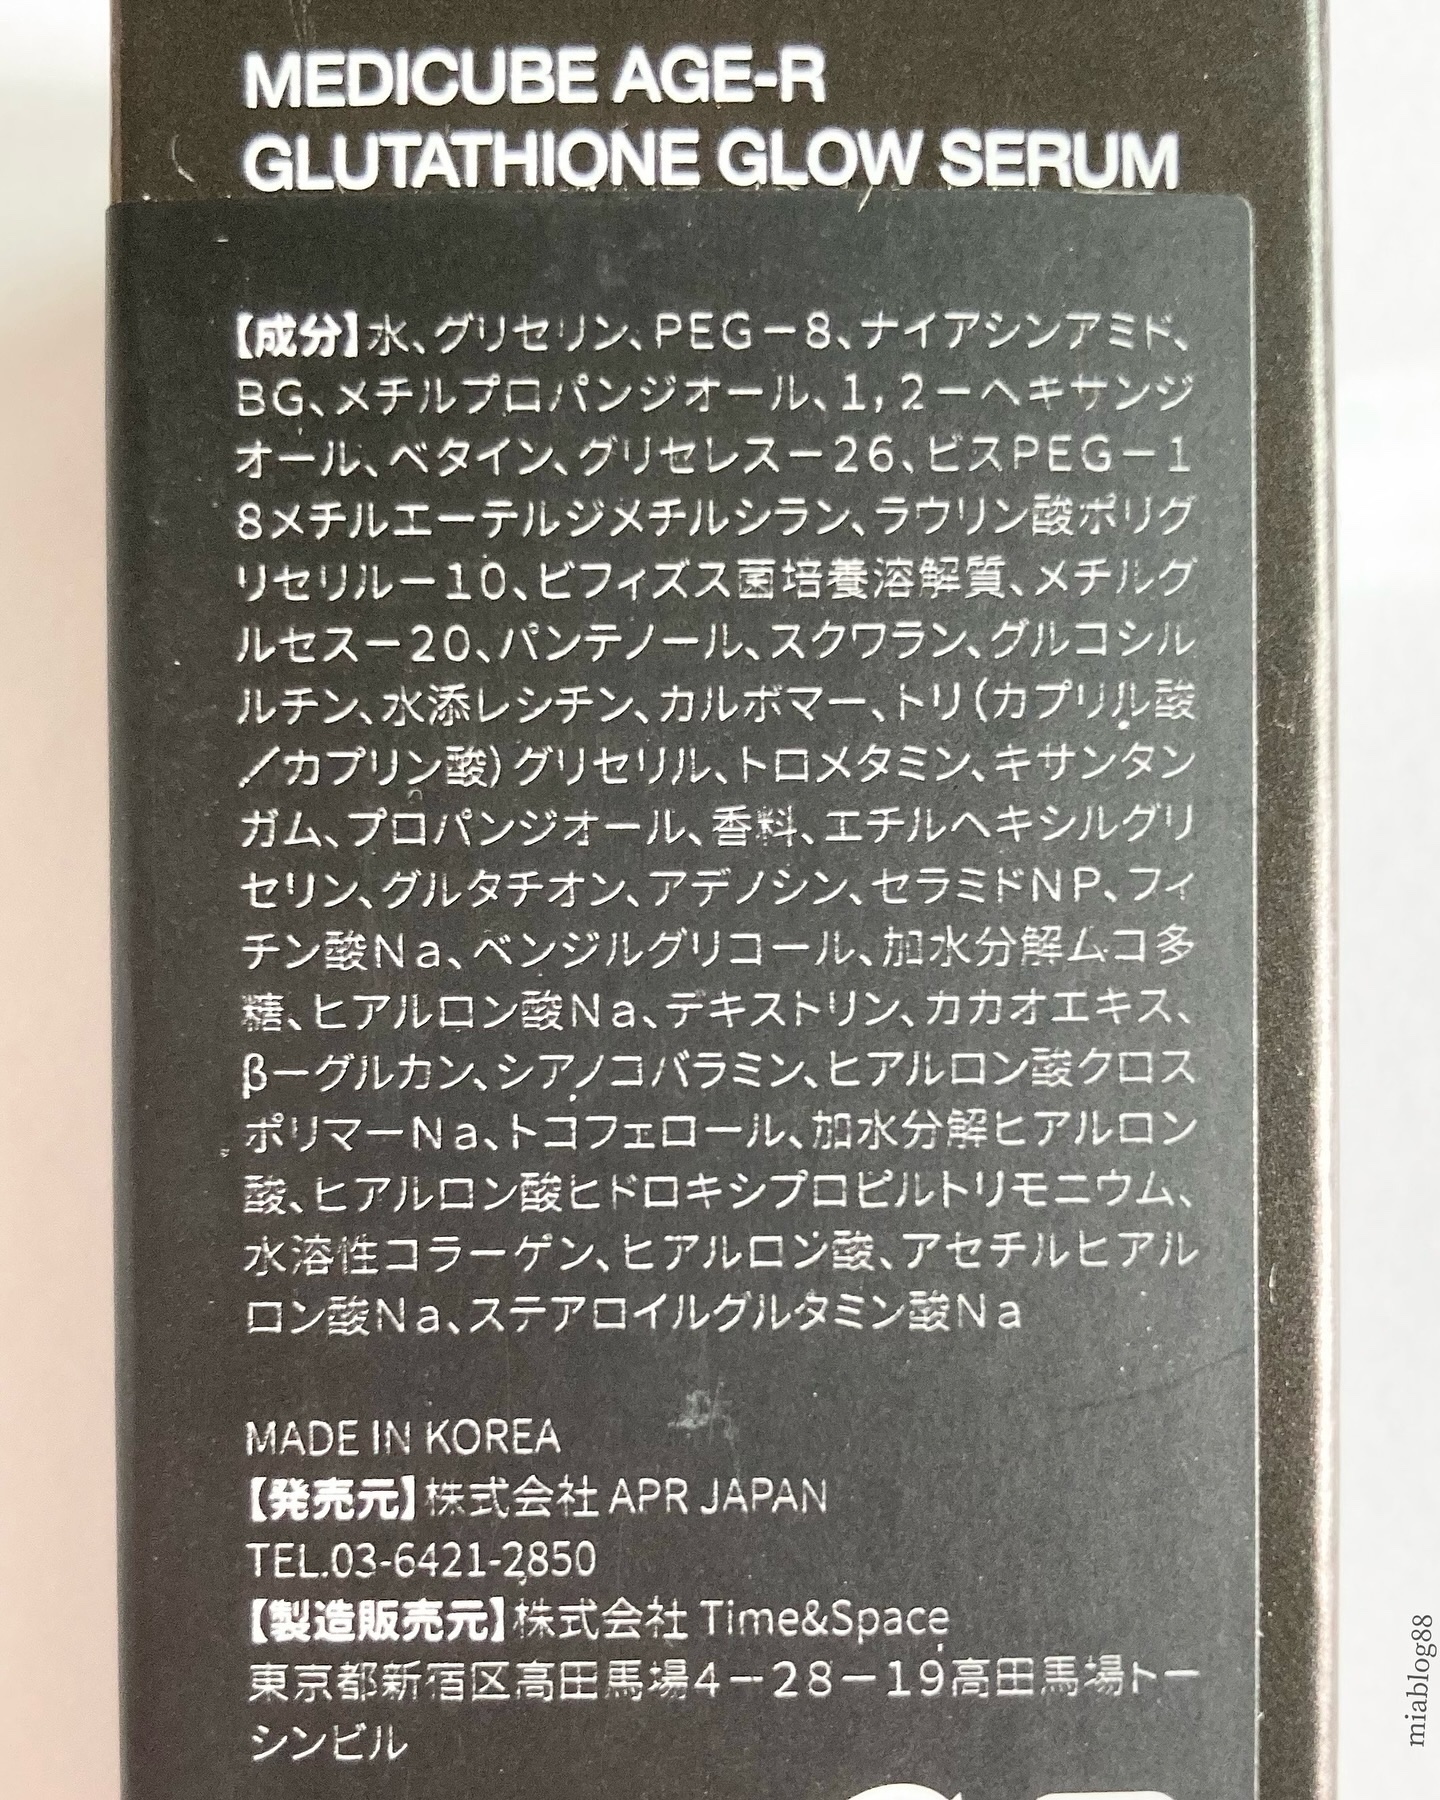 MEDICUBE AGE-R
GLUTATHIONE GLOW SERUM
【成分】水、グリセリン、PEG－8、ナイアシンアミド、
BG、メチルプロパンジオール、1，2－ヘキサンジ
オール、ベタイン、グリセレス－26、ビスPEG－1
8メチルエーテルジメチルシラン、ラウリン酸ポリグ
リセリル－10、ビフィズス菌培養溶解質、メチルグ
ルセス－20、パンテノール、スクワラン、グルコシル
ルチン、水添レシチン、カルボマー、トリ（カプリル酸
／カプリン酸）グリセリル、トロメタミン、キサンタン
ガム、プロパンジオール、香料、エチルヘキシルグリ
セリン、グルタチオン、アデノシン、セラミドNP、フィ
チン酸Na、ベンジルグリコール、加水分解ムコ多
糖、ヒアルロン酸Na、デキストリン、カカオエキス、
β－グルカン、シアノコバラミン、ヒアルロン酸クロス
ポリマーNa、トコフェロール、加水分解ヒアルロン
酸、ヒアルロン酸ヒドロキシプロピルトリモニウム、
水溶性コラーゲン、ヒアルロン酸、アセチルヒアル
ロン酸Na、ステアロイルグルタミン酸Na
MADE IN KOREA
【発売元】株式会社 APR JAPAN
TEL.03-6421-2850
【製造販売元】株式会社 Time&Space
東京都新宿区高田馬場4－28－19高田馬場トー
シンビル
miablog88